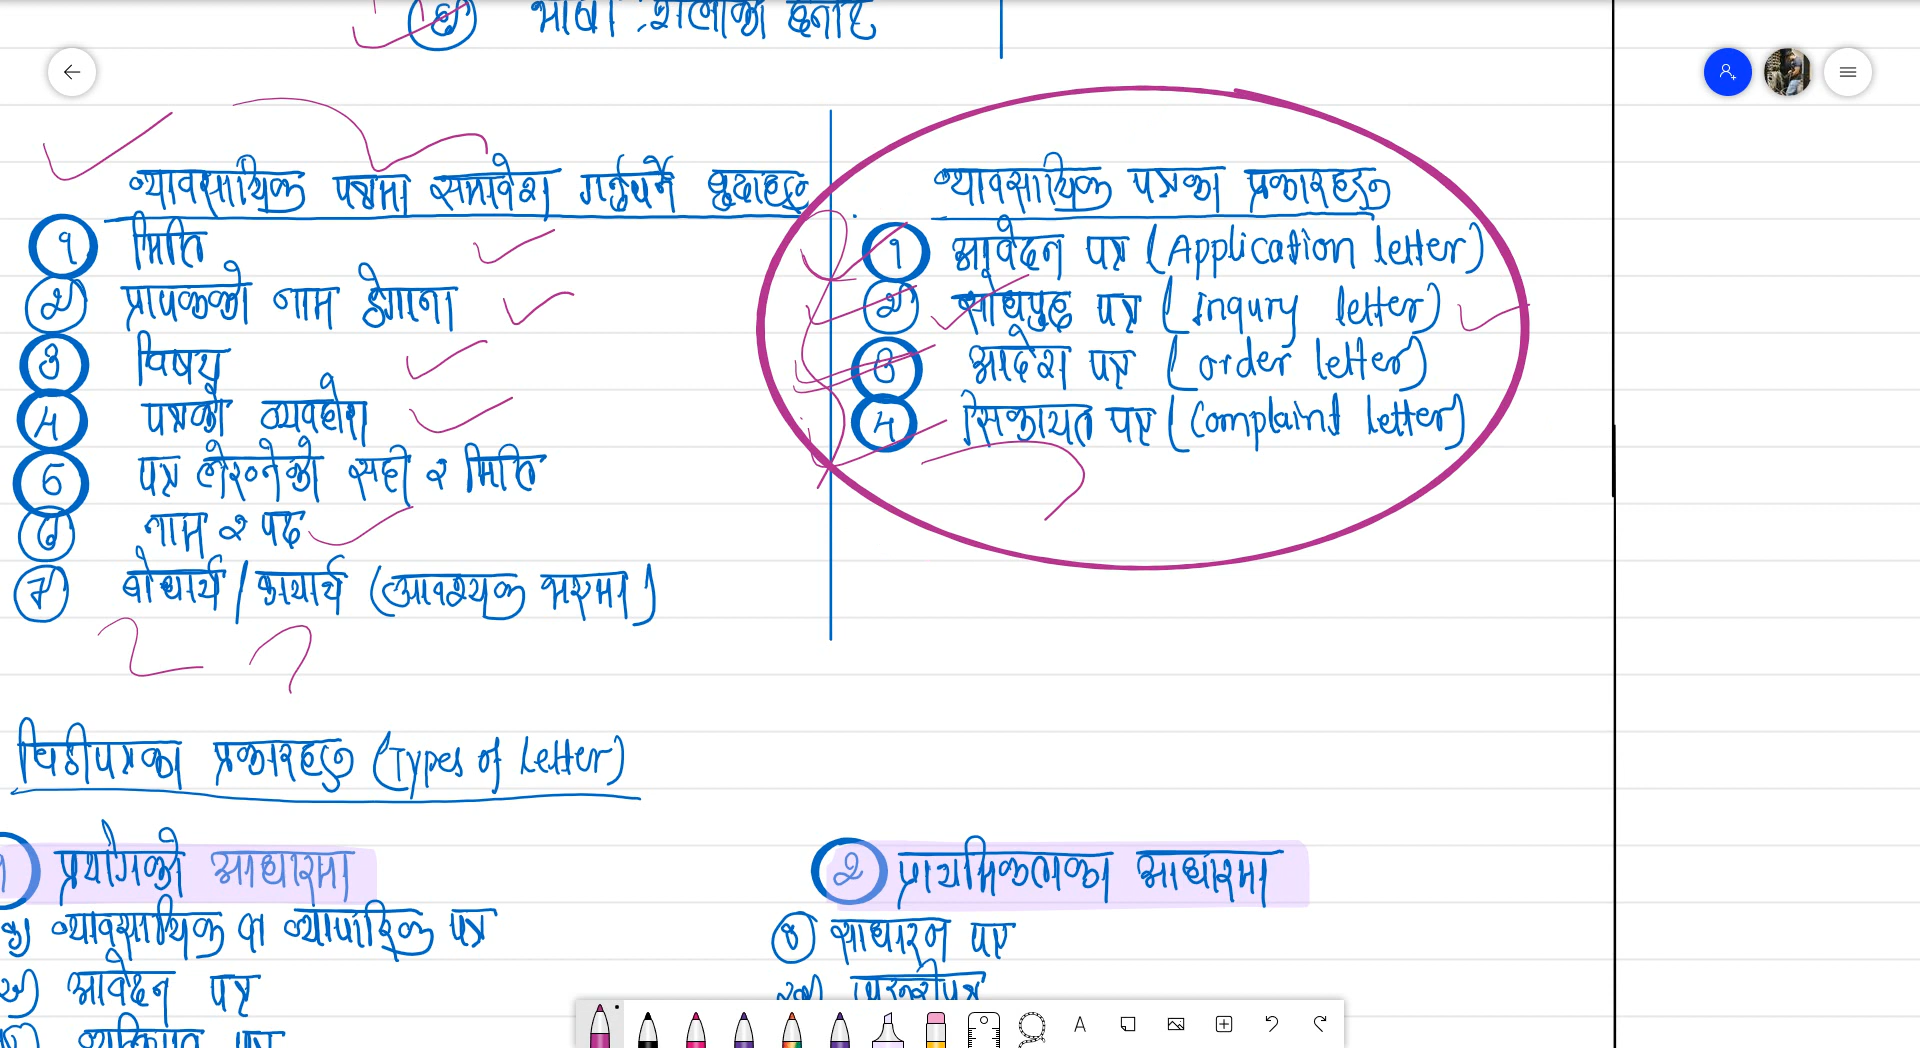 व्यावसायिक पत्रमा समावेश गर्नुपर्ने बुँदाहरू
१ मिति
२ प्रापकको नाम ठेगाना
३ विषय
४ पत्रको व्यवहोरा
५ पत्र लेख्नेको सही र मिति
६ नाम र पद
७ बोधार्थ / कायार्थ (आवश्यक भएमा)
व्यावसायिक पत्रका प्रकारहरू
१ आवेदन पत्र (Application letter)
२ सोधपुछ पत्र (Inqury letter)
३ आदेश पत्र (order letter)
४ सिकायत पत्र (Complaint letter)
चिठीपत्रका प्रकारहरू (Types of Letter)
१ प्रयोगको आधारमा
क) व्यावसायिक वा व्यापारिक पत्र
ख) आवेदन पत्र
२ प्राथमिकताका आधारमा
साधारन पत्र